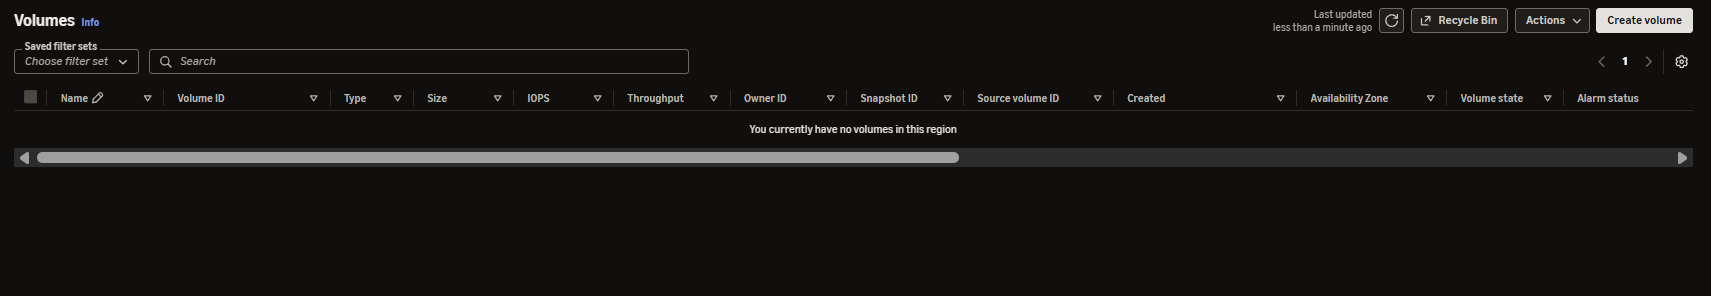 Volumes Info
Last updated
less than a minute ago
Recycle Bin
Actions
Create volume
Saved filter sets
Choose filter set
Search
1
Name
Volume ID
Type
Size
IOPS
Throughput
Owner ID
Snapshot ID
Source volume ID
Created
Availability Zone
Volume state
Alarm status
You currently have no volumes in this region